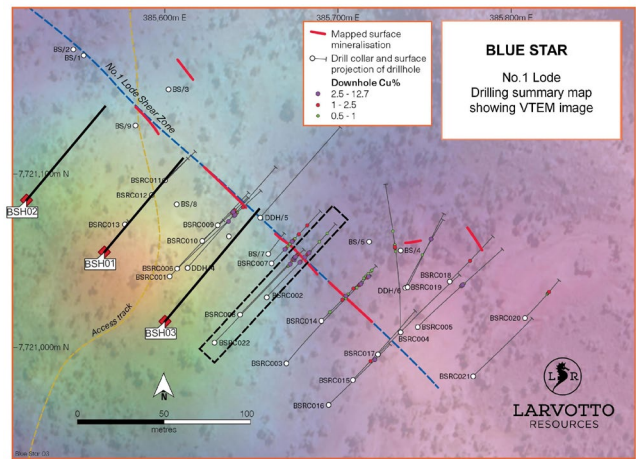 385,600m E
385,700m E
385,800m E
BS/2
BS/1
No.1 Lode Shear Zone
BS/3
BS/9
Mapped surface
mineralisation
Drill collar and surface
projection of drillhole
Downhole Cu%
2.5 - 12.7
1 - 2.5
0.5 - 1
BLUE STAR
No.1 Lode
Drilling summary map
showing VTEM image
7,721,100m N
BSRC011
BSRC012
BSH02
BS/8
BSRC013
BSRC009
DDH/5
BSRC010
BSH01
BS/7
BSRC007
BS/6
BS/4
BSRC006
DDH/4
BSRC001
BSRC018
DDH/6
BSRC019
BSRC002
Access track
BSH03
BSRC008
BSRC014
BSRC005
BSRC004
BSRC020
7,721,000m N
BSRC022
BSRC003
BSRC017
BSRC015
BSRC021
BSRC016
N
0
50
100
metres
L R
LARVOTTO
RESOURCES
Blue Star 03